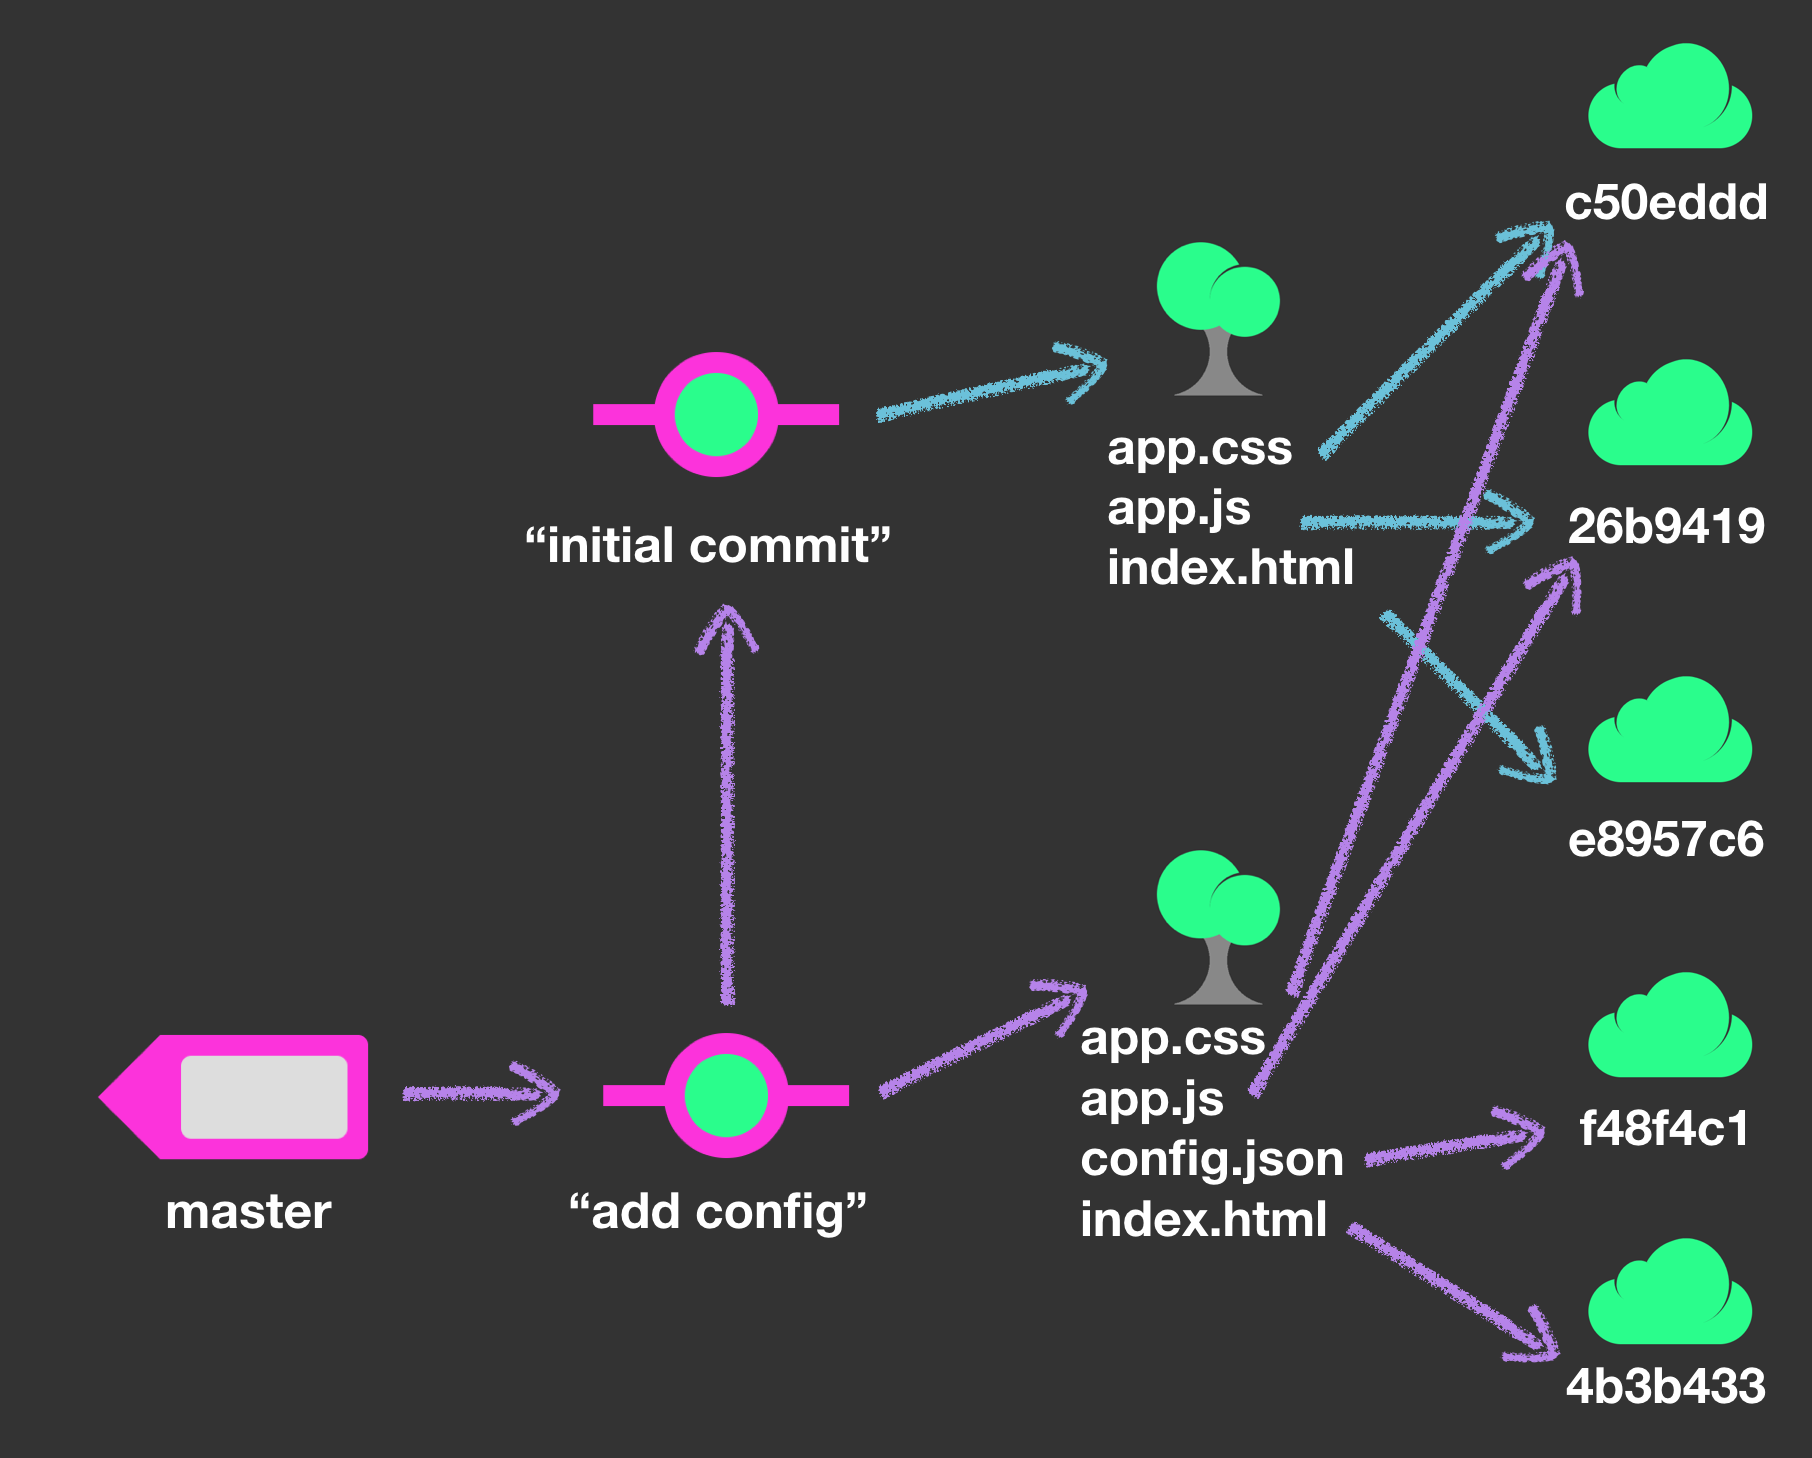 c50eddd
26b9419
app.css
app.js
index.html
“initial commit”
e8957c6
app.css
app.js
config.json
index.html
f48f4c1
master
“add config”
4b3b433